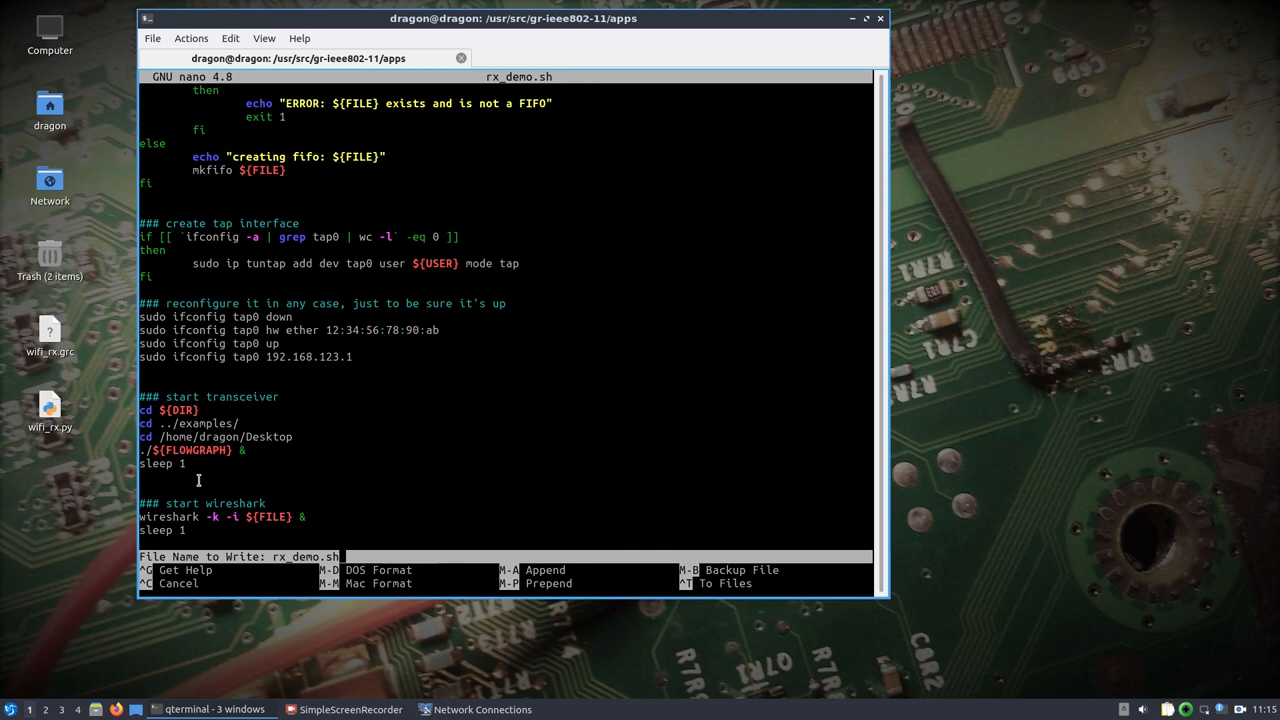 dragon@dragon: /usr/src/gr-ieee802-11/apps
File Actions Edit View Help
dragon@dragon: /usr/src/gr-ieee802-11/apps
GNU nano 4.8 rx_demo.sh
then
echo "ERROR: ${FILE} exists and is not a FIFO"
exit 1
fi
else
echo "creating fifo: ${FILE}"
mkfifo ${FILE}
fi
### create tap interface
if [[ `ifconfig -a | grep tap0 | wc -l` -eq 0 ]]
then
sudo ip tuntap add dev tap0 user ${USER} mode tap
fi
### reconfigure it in any case, just to be sure it's up
sudo ifconfig tap0 down
sudo ifconfig tap0 hw ether 12:34:56:78:90:ab
sudo ifconfig tap0 up
sudo ifconfig tap0 192.168.123.1
### start transceiver
cd ${DIR}
cd ../examples/
cd /home/dragon/Desktop
./${FLOWGRAPH} &
sleep 1
### start wireshark
wireshark -k -i ${FILE} &
sleep 1
File Name to Write: rx_demo.sh
^G Get Help M-D DOS Format M-A Append M-B Backup File
^C Cancel M-M Mac Format M-P Prepend ^T To Files
Computer
dragon
Network
Trash (2 items)
wifi_rx.grc
wifi_rx.py
R7R1
C7R1
R7R
C8R2
R7R
1 2 3 4 qterminal - 3 windows SimpleScreenRecorder Network Connections 11:15